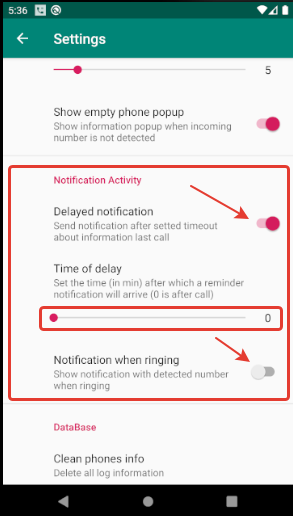 5:36
Settings
5
Show empty phone popup
Show information popup when incoming
number is not detected
Notification Activity
Delayed notification
Send notification after setted timeout
about information last call
Time of delay
Set the time (in min) after which a reminder
notification will arrive (0 is after call)
0
Notification when ringing
Show notification with detected number
when ringing
DataBase
Clean phones info
Delete all log information